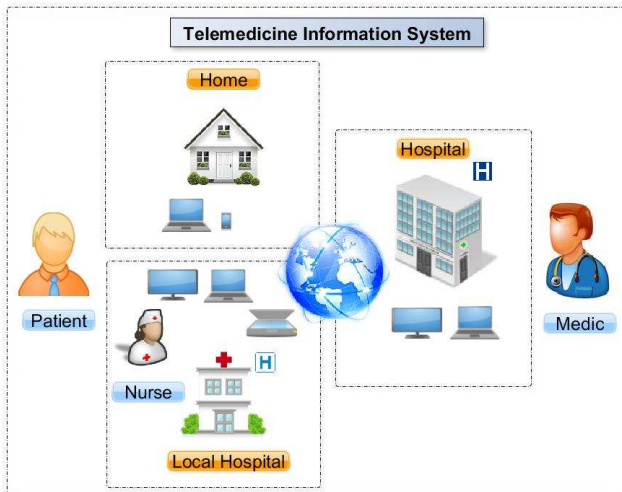 Telemedicine Information System
Home
Hospital
H
Patient
Medic
Nurse
H
Local Hospital